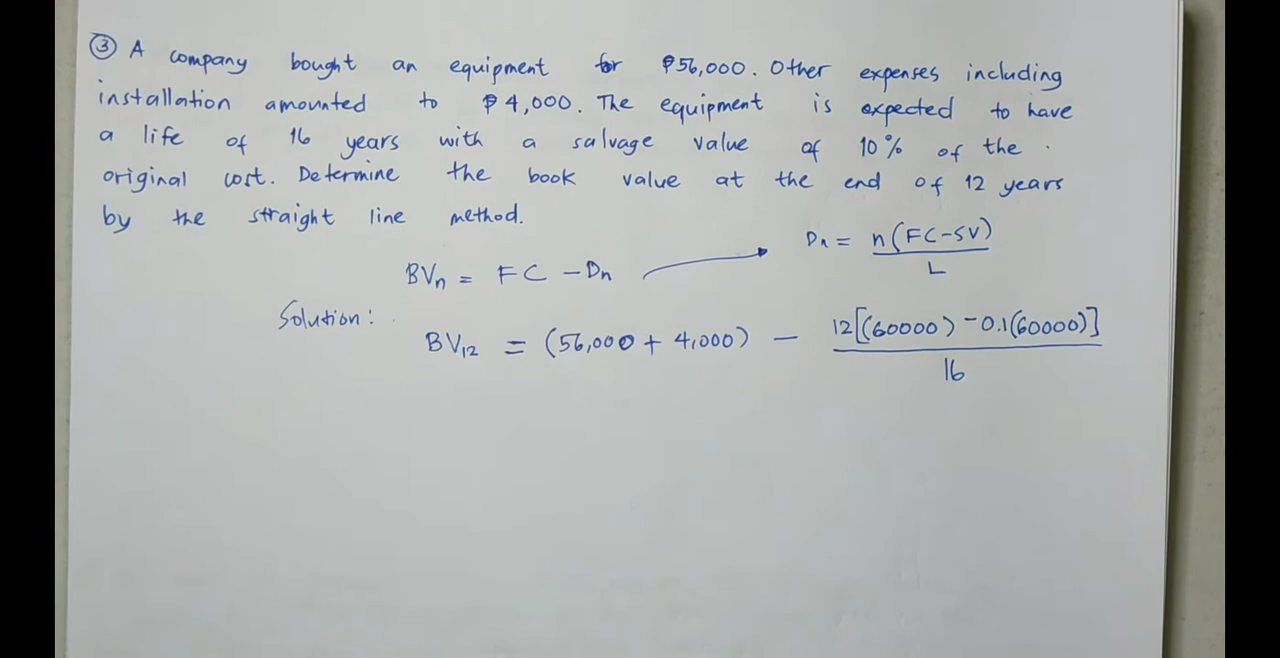 ③ A company bought an equipment for ₱56,000. Other expenses including
installation amounted to ₱4,000. The equipment is expected to have
a life of 16 years with a salvage value of 10% of the
original cost. Determine the book value at the end of 12 years
by the straight line method.
BVn = FC - Dn → Dn = n(FC-SV) / L
Solution:
BV12 = (56,000 + 4,000) - 12[(60000) - 0.1(60000)] / 16